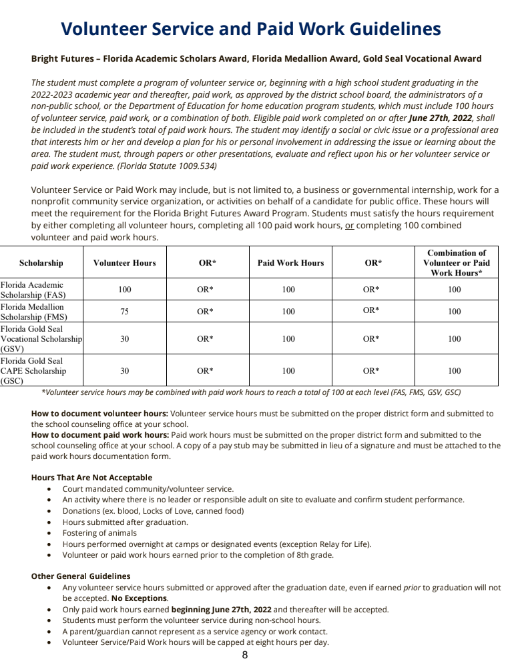 Volunteer Service and Paid Work Guidelines
Bright Futures – Florida Academic Scholars Award, Florida Medallion Award, Gold Seal Vocational Award
The student must complete a program of volunteer service or, beginning with a high school student graduating in the
2022-2023 academic year and thereafter, paid work, as approved by the district school board, the administrators of a
non-public school, or the Department of Education for home education program students, which must include 100 hours
of volunteer service, paid work, or a combination of both. Eligible paid work completed on or after June 27th, 2022, shall
be included in the student's total of paid work hours. The student may identify a social or civic issue or a professional area
that interests him or her and develop a plan for his or personal involvement in addressing the issue or learning about the
area. The student must, through papers or other presentations, evaluate and reflect upon his or her volunteer service or
paid work experience. (Florida Statute 1009.534)
Volunteer Service or Paid Work may include, but is not limited to, a business or governmental internship, work for a
nonprofit community service organization, or activities on behalf of a candidate for public office. These hours will
meet the requirement for the Florida Bright Futures Award Program. Students must satisfy the hours requirement
by either completing all volunteer hours, completing all 100 paid work hours, or completing 100 combined
volunteer and paid work hours.
Scholarship Volunteer Hours OR* Paid Work Hours OR* Combination of
Volunteer or Paid
Work Hours*
Florida Academic
Scholarship (FAS) 100 OR* 100 OR* 100
Florida Medallion
Scholarship (FMS) 75 OR* 100 OR* 100
Florida Gold Seal
Vocational Scholarship 30 OR* 100 OR* 100
(GSV)
Florida Gold Seal
CAPE Scholarship 30 OR* 100 OR* 100
(GSC)
*Volunteer service hours may be combined with paid work hours to reach a total of 100 at each level (FAS, FMS, GSV, GSC)
How to document volunteer hours: Volunteer service hours must be submitted on the proper district form and submitted to
the school counseling office at your school.
How to document paid work hours: Paid work hours must be submitted on the proper district form and submitted to the
school counseling office at your school. A copy of a pay stub may be submitted in lieu of a signature and must be attached to the
paid work hours documentation form.
Hours That Are Not Acceptable
• Court mandated community/volunteer service.
• An activity where there is no leader or responsible adult on site to evaluate and confirm student performance.
• Donations (ex, blood, Locks of Love, canned food)
• Hours submitted after graduation.
• Fostering of animals
• Hours performed overnight at camps or designated events (exception Relay for Life).
• Volunteer or paid work hours earned prior to the completion of 8th grade.
Other General Guidelines
• Any volunteer service hours submitted or approved after the graduation date, even if earned prior to graduation will not
be accepted. No Exceptions.
• Only paid work hours earned beginning June 27th, 2022 and thereafter will be accepted.
• Students must perform the volunteer service during non-school hours.
• A parent/guardian cannot represent as a service agency or work contact.
• Volunteer Service/Paid Work hours will be capped at eight hours per day.
8